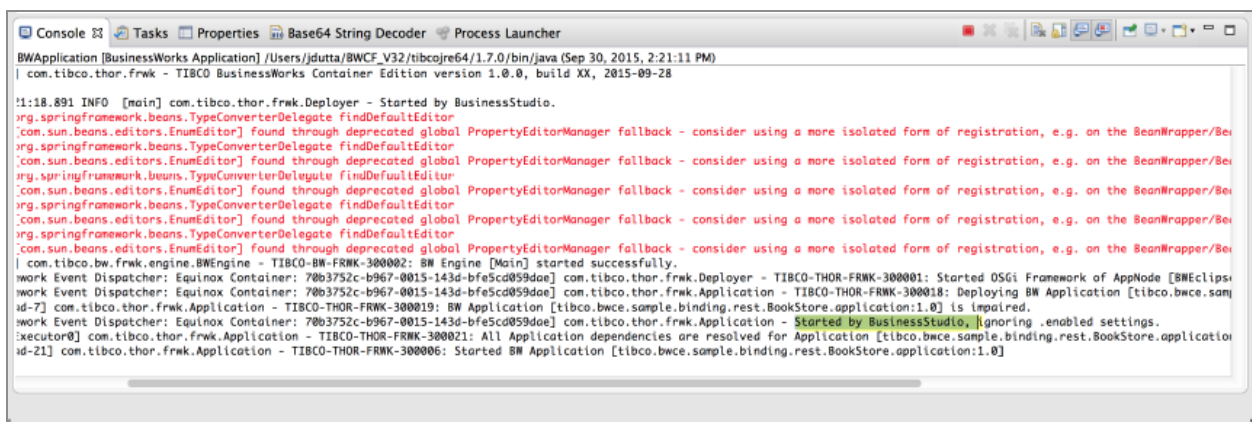 Console Tasks Properties Base64 String Decoder Process Launcher
BWApplication [BusinessWorks Application] /Users/jdutta/BWCF_V32/tibcojre64/1.7.0/bin/java (Sep 30, 2015, 2:21:11 PM)
| com.tibco.thor.frwk - TIBCO BusinessWorks Container Edition version 1.0.0, build XX, 2015-09-28
21:18.891 INFO [main] com.tibco.thor.frwk.Deployer - Started by BusinessStudio.
org.springframework.beans.TypeConverterDelegate findDefaultEditor
[com.sun.beans.editors.EnumEditor] found through deprecated global PropertyEditorManager fallback - consider using a more isolated form of registration, e.g. on the BeanWrapper/Be
org.springframework.beans.TypeConverterDelegate findDefaultEditor
[com.sun.beans.editors.EnumEditor] found through deprecated global PropertyEditorManager fallback - consider using a more isolated form of registration, e.g. on the BeanWrapper/Be
org.springframework.beans.TypeConverterDelegate findDefaultEditor
[com.sun.beans.editors.EnumEditor] found through deprecated global PropertyEditorManager fallback - consider using a more isolated form of registration, e.g. on the BeanWrapper/Be
org.springframework.beans.TypeConverterDelegate findDefaultEditor
[com.sun.beans.editors.EnumEditor] found through deprecated global PropertyEditorManager fallback - consider using a more isolated form of registration, e.g. on the BeanWrapper/Be
org.springframework.beans.TypeConverterDelegate findDefaultEditor
[com.sun.beans.editors.EnumEditor] found through deprecated global PropertyEditorManager fallback - consider using a more isolated form of registration, e.g. on the BeanWrapper/Be
| com.tibco.bw.frwk.engine.BWEngine - TIBCO-BW-FRWK-300002: BW Engine [Main] started successfully.
ework Event Dispatcher: Equinox Container: 70b3752c-b967-0015-143d-bfe5cd059dae] com.tibco.thor.frwk.Deployer - TIBCO-THOR-FRWK-300001: Started OSGi Framework of AppNode [BWEclips
ework Event Dispatcher: Equinox Container: 70b3752c-b967-0015-143d-bfe5cd059dae] com.tibco.thor.frwk.Application - TIBCO-THOR-FRWK-300018: Deploying BW Application [tibco.bwce.sam
ad-7] com.tibco.thor.frwk.Application - TIBCO-THOR-FRWK-300019: BW Application [tibco.bwce.sample.binding.rest.BookStore.application:1.0] is impaired.
ework Event Dispatcher: Equinox Container: 70b3752c-b967-0015-143d-bfe5cd059dae] com.tibco.thor.frwk.Application - Started by BusinessStudio, ignoring .enabled settings.
Executor0] com.tibco.thor.frwk.Application - TIBCO-THOR-FRWK-300021: All Application dependencies are resolved for Application [tibco.bwce.sample.binding.rest.BookStore.application
ad-21] com.tibco.thor.frwk.Application - TIBCO-THOR-FRWK-300006: Started BW Application [tibco.bwce.sample.binding.rest.BookStore.application:1.0]